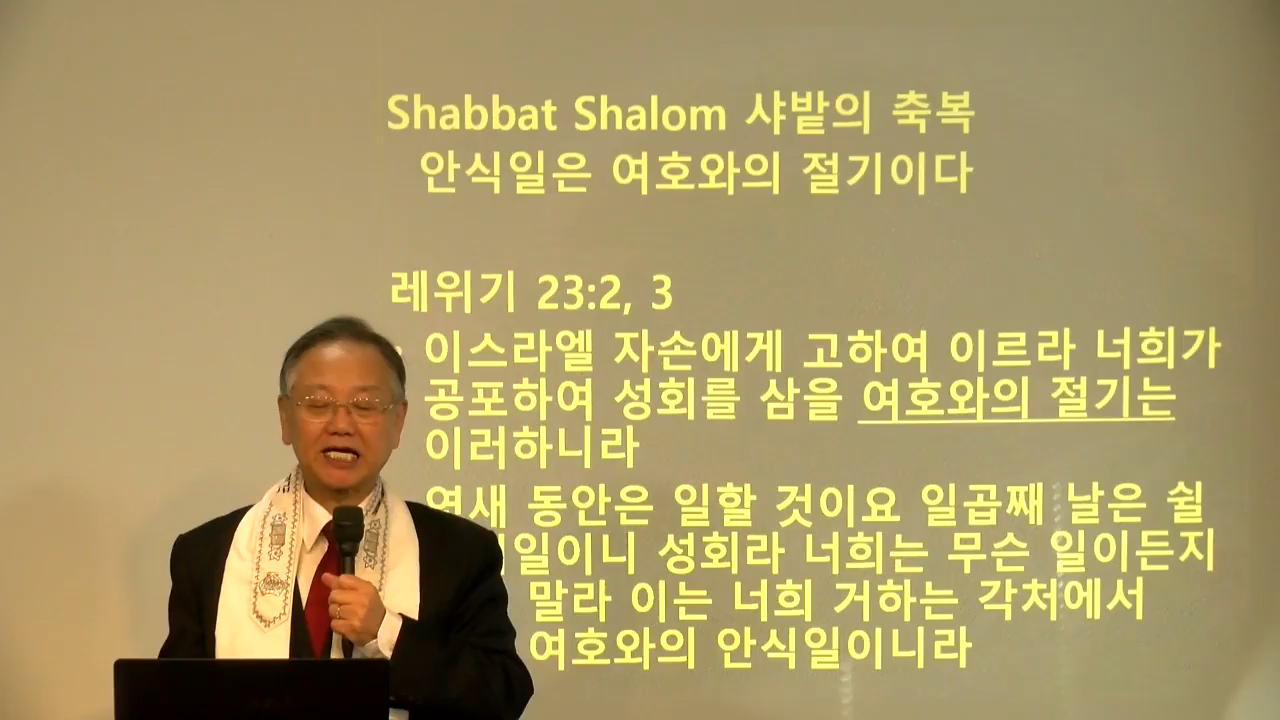 Shabbat Shalom 샤밭의 축복
안식일은 여호와의 절기이다
레위기 23:2, 3
이스라엘 자손에게 고하여 이르라 너희가
공포하여 성회를 삼을 여호와의 절기는
이러하니라
엿새 동안은 일할 것이요 일곱째 날은 쉴
일이니 성회라 너희는 무슨 일이든지
말라 이는 너희 거하는 각처에서
여호와의 안식일이니라